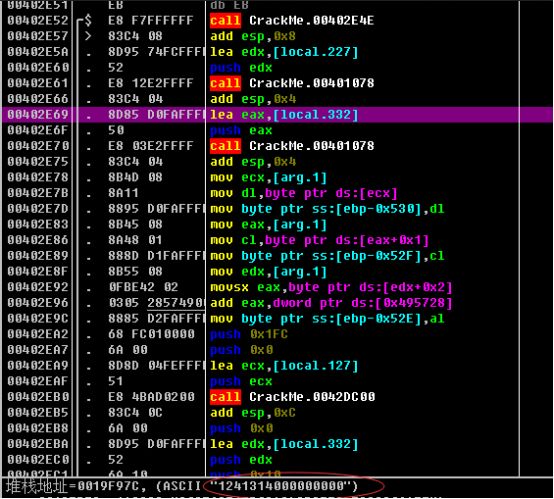 00402E51 EB db EB
00402E52 $ E8 F7FFFFFF call CrackMe.00402E4E
00402E57 > 83C4 08 add esp,0x8
00402E5A . 8D95 74FCFFFF lea edx,[local.227]
00402E60 . 52 push edx
00402E61 . E8 12E2FFFF call CrackMe.00401078
00402E66 . 83C4 04 add esp,0x4
00402E69 . 8D85 D0FAFFFF lea eax,[local.332]
00402E6F . 50 push eax
00402E70 . E8 03E2FFFF call CrackMe.00401078
00402E75 . 83C4 04 add esp,0x4
00402E78 . 8B4D 08 mov ecx,[arg.1]
00402E7B . 8A11 mov dl,byte ptr ds:[ecx]
00402E7D . 8895 D0FAFFFF mov byte ptr ss:[ebp-0x530],dl
00402E83 . 8B45 08 mov eax,[arg.1]
00402E86 . 8A48 01 mov cl,byte ptr ds:[eax+0x1]
00402E89 . 888D D1FAFFFF mov byte ptr ss:[ebp-0x52F],cl
00402E8F . 8B55 08 mov edx,[arg.1]
00402E92 . 0FBE42 02 movsx eax,byte ptr ds:[edx+0x2]
00402E96 . 0305 28574900 add eax,dword ptr ds:[0x495728]
00402E9C . 8885 D2FAFFFF mov byte ptr ss:[ebp-0x52E],al
00402EA2 . 68 FC010000 push 0x1FC
00402EA7 . 6A 00 push 0x0
00402EA9 . 8D8D 04FEFFFF lea ecx,[local.127]
00402EAF . 51 push ecx
00402EB0 . E8 4BAD0200 call CrackMe.0042DC00
00402EB5 . 83C4 0C add esp,0xC
00402EB8 . 6A 00 push 0x0
00402EBA . 8D95 D0FAFFFF lea edx,[local.332]
00402EC0 . 52 push edx
00402EC1 . 6A 10 push 0x10
堆栈地址=0019F97C, (ASCII "1241314000000000")